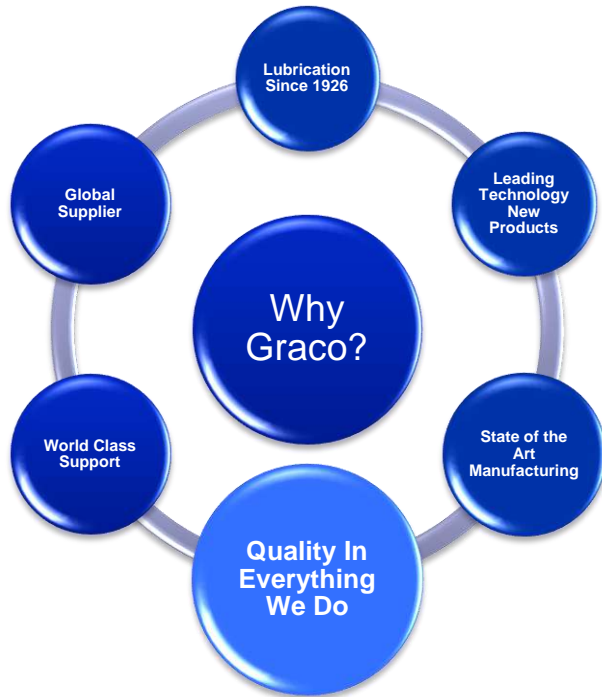 Lubrication
Since 1926
Leading
Technology
New
Products
State of the
Art
Manufacturing
Quality In
Everything
We Do
World Class
Support
Global
Supplier
Why
Graco?